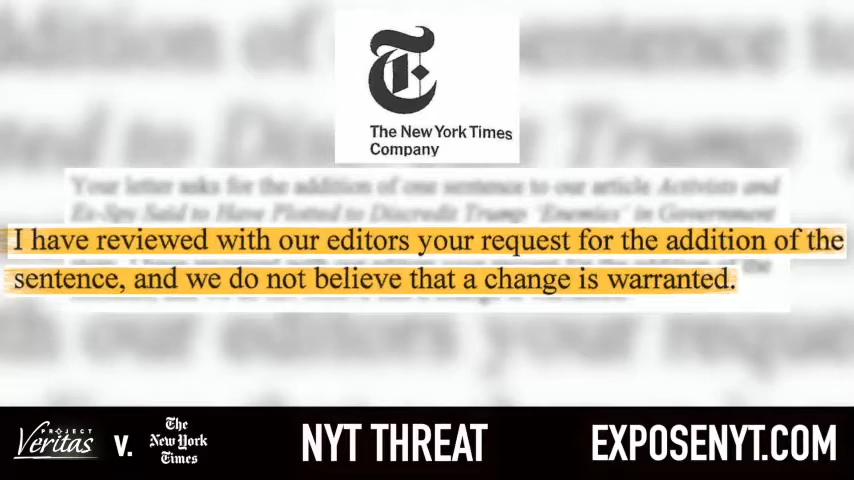 The New York Times
Company
Your letter asks for the addition of one sentence to our article Activists and
Ex-Spy Said to Have Plotted to Discredit Trump 'Enemies' in Government
I have reviewed with our editors your request for the addition of the
sentence, and we do not believe that a change is warranted.
PROJECT
Veritas
V.
The
New York
Times
NYT THREAT
EXPOSENYT.COM